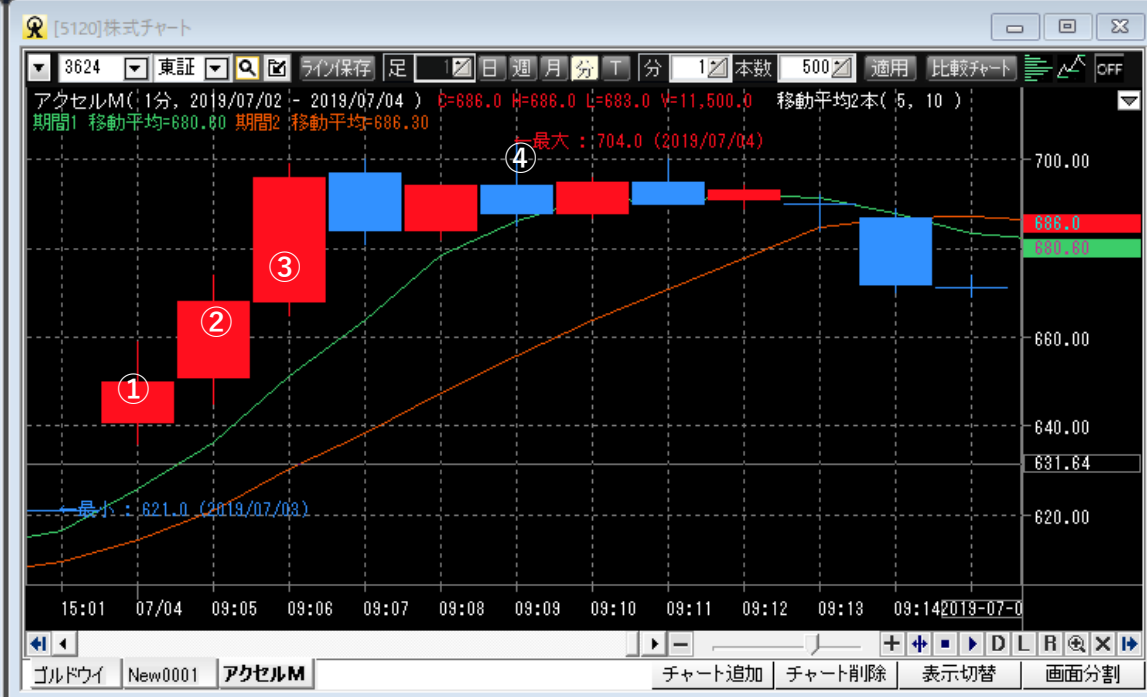 [5120]株式チャート
3624 東証 ライン保存 足 1 日 週 月 分 T 分 1 本数 500 適用 比較チャート OFF
アクセルM( 1分, 2019/07/02 - 2019/07/04 ) C=686.0 H=686.0 L=683.0 V=11,500.0 移動平均2本( 5, 10 )
期間1 移動平均=680.60 期間2 移動平均=686.30
←最大 : 704.0 (2019/07/04)
④
700.00
686.0
680.60
③
②
660.00
①
640.00
631.64
←最小 : 621.0 (2019/07/03)
620.00
15:01 07/04 09:05 09:06 09:07 09:08 09:09 09:10 09:11 09:12 09:13 09:14 2019-07-0
D L R
ゴルドウイ New0001 アクセルM チャート追加 チャート削除 表示切替 画面分割